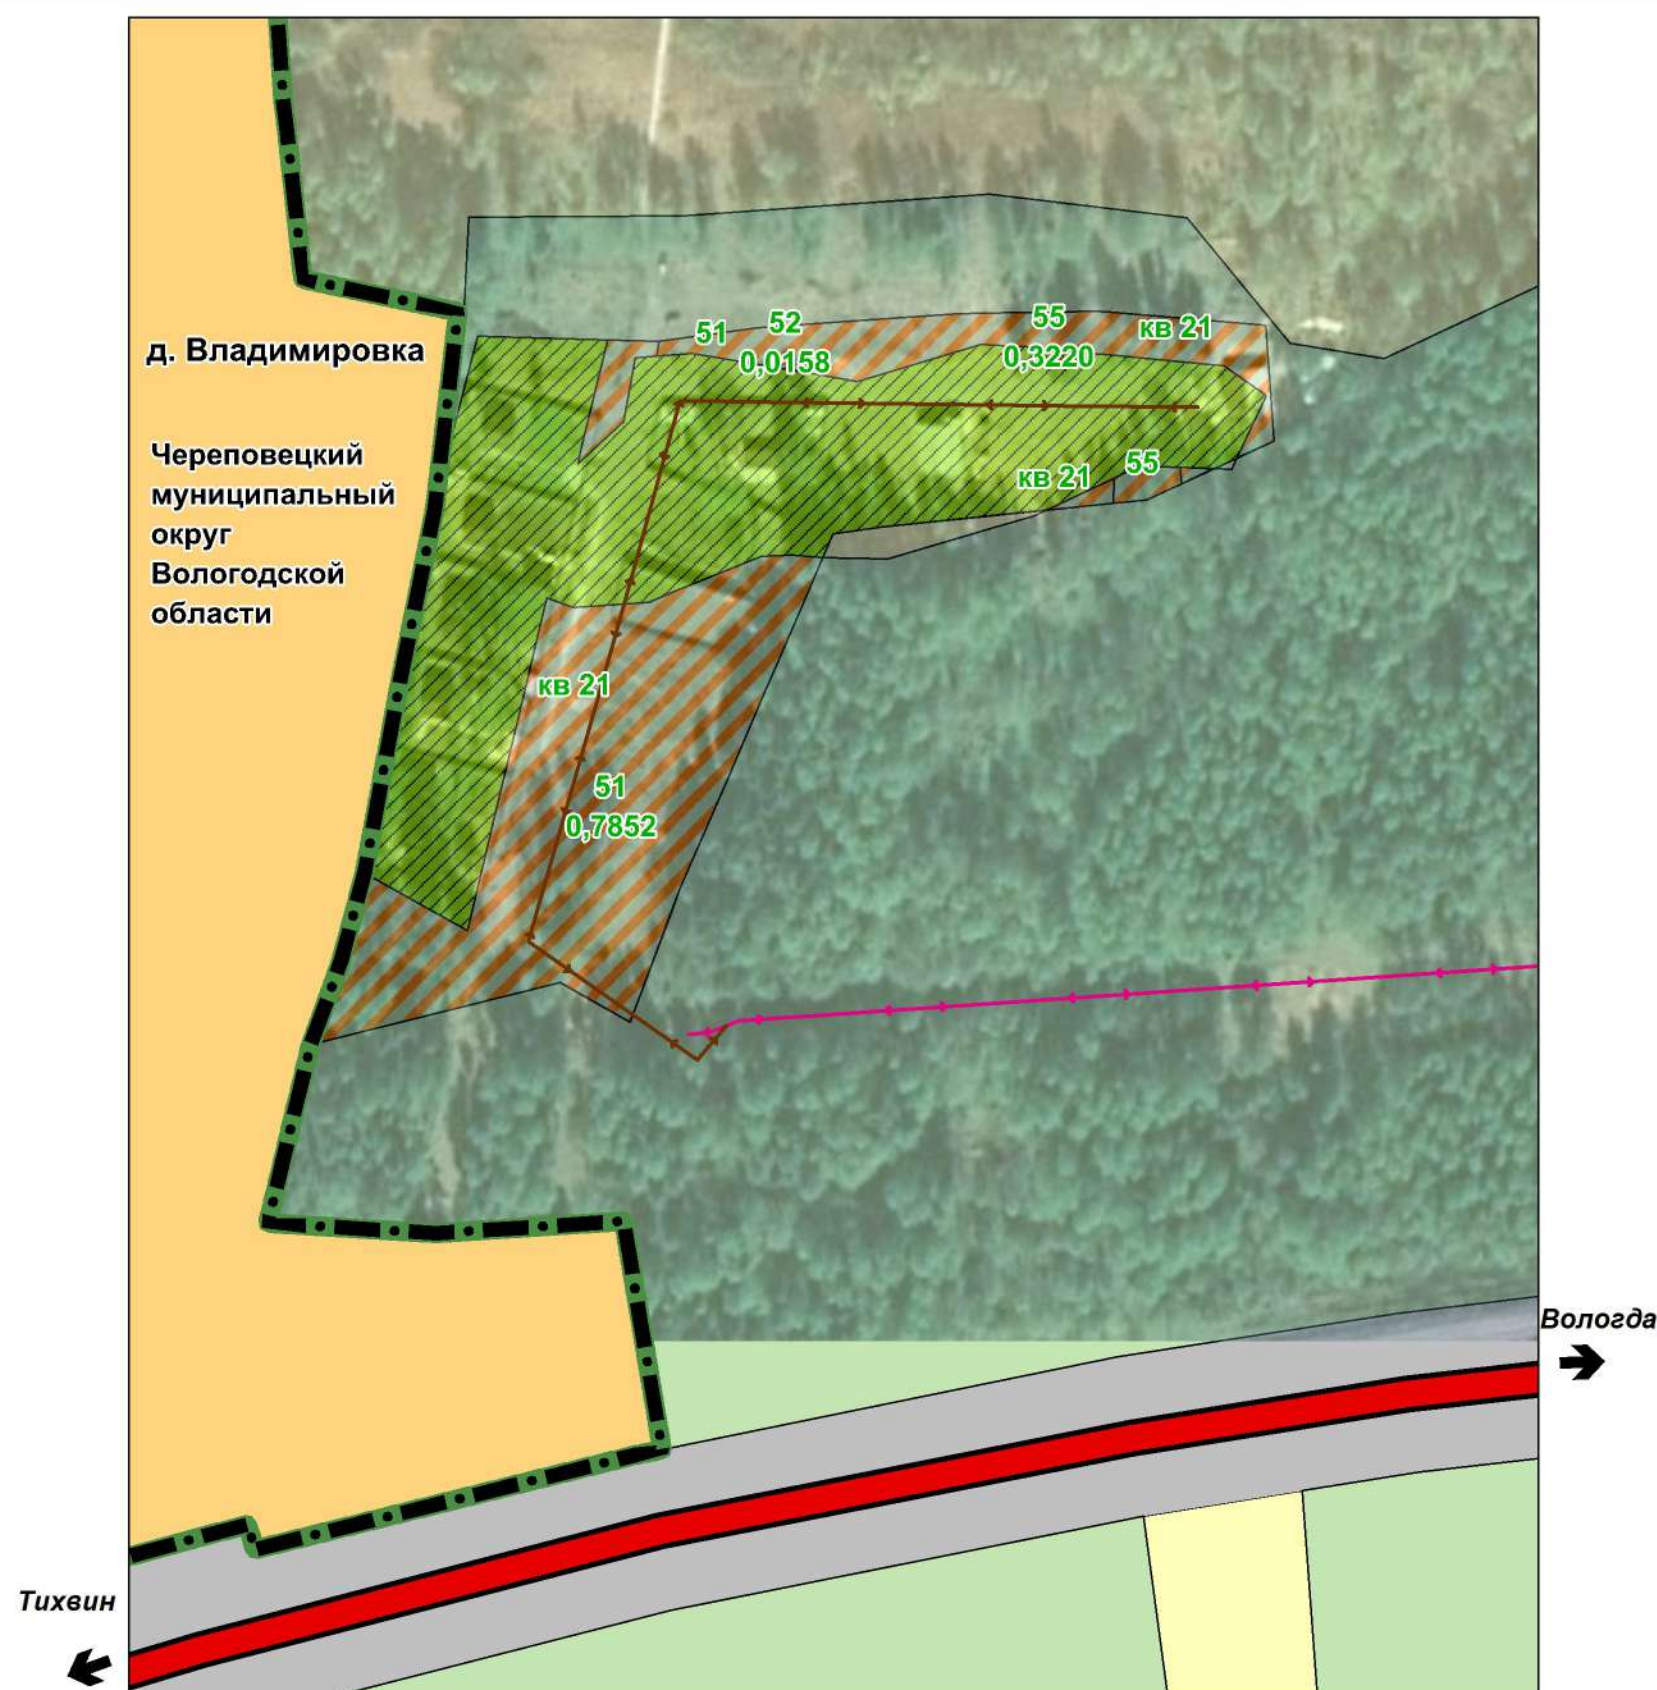 51
52
0,0158
55
0,3220
кв 21
д. Владимировка
Череповецкий
муниципальный
округ
Вологодской
области
кв 21
55
кв 21
51
0,7852
Вологда
Тихвин